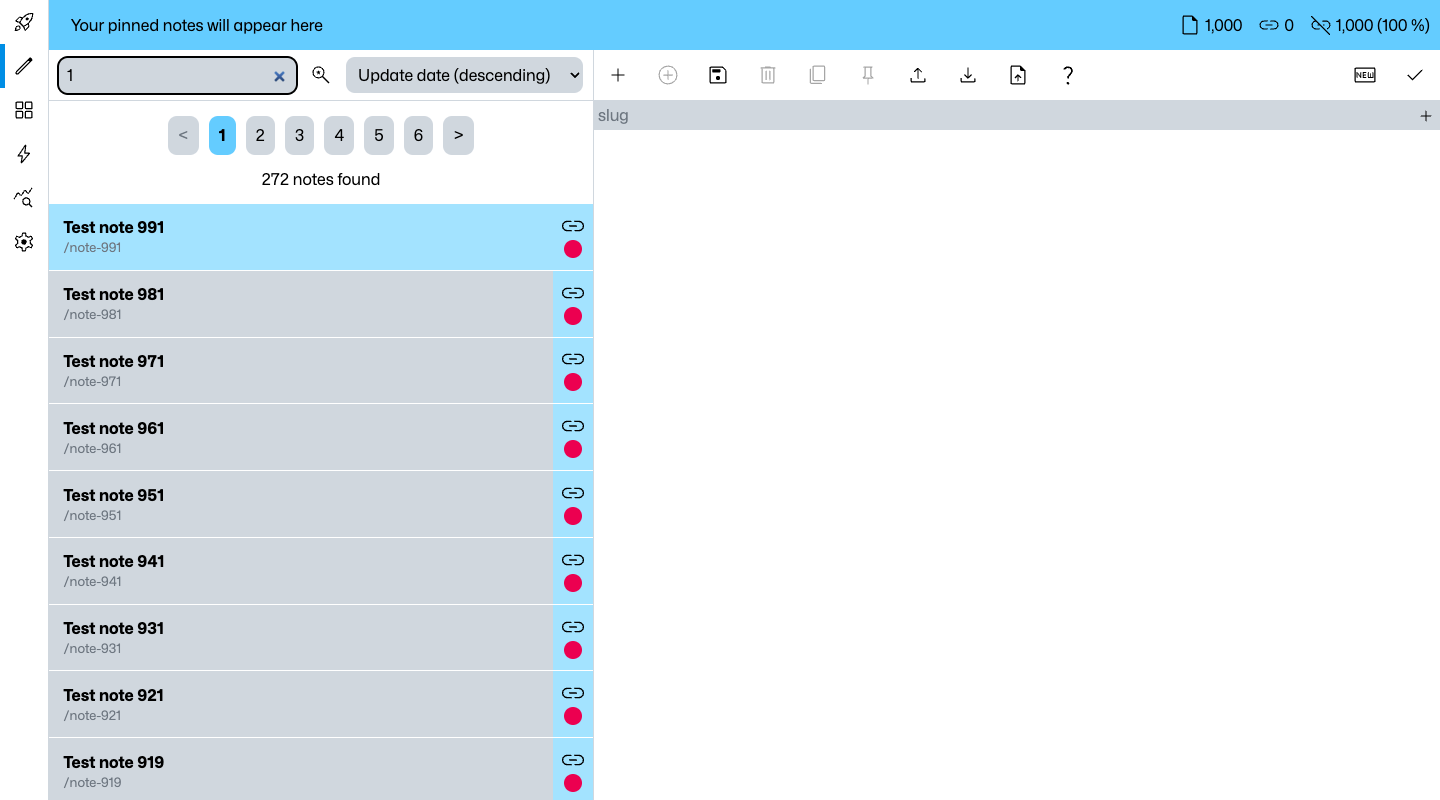 Your pinned notes will appear here
1,000
0
1,000 (100 %)
1
Update date (descending)
NEW
slug
< 1 2 3 4 5 6 >
272 notes found
Test note 991
/note-991
Test note 981
/note-981
Test note 971
/note-971
Test note 961
/note-961
Test note 951
/note-951
Test note 941
/note-941
Test note 931
/note-931
Test note 921
/note-921
Test note 919
/note-919